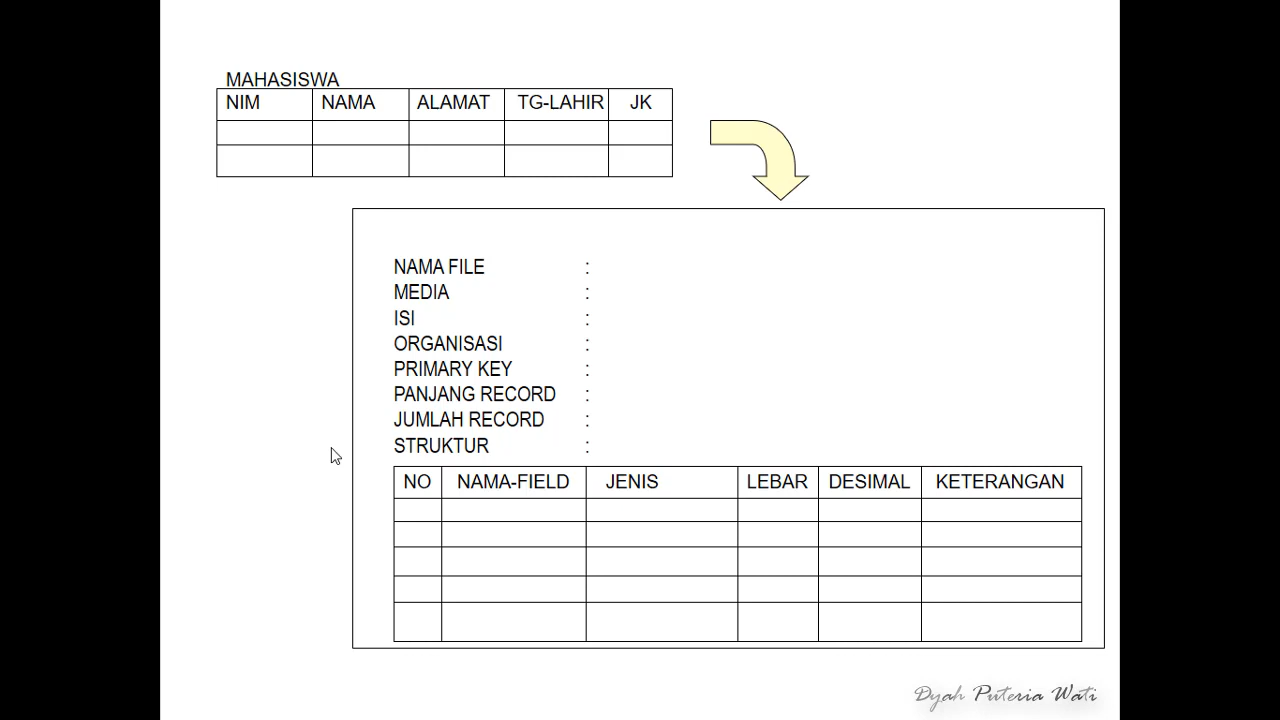 MAHASISWA
NIM NAMA ALAMAT TG-LAHIR JK
NAMA FILE :
MEDIA :
ISI :
ORGANISASI :
PRIMARY KEY :
PANJANG RECORD :
JUMLAH RECORD :
STRUKTUR :
NO NAMA-FIELD JENIS LEBAR DESIMAL KETERANGAN
Dyah Puteria Wati